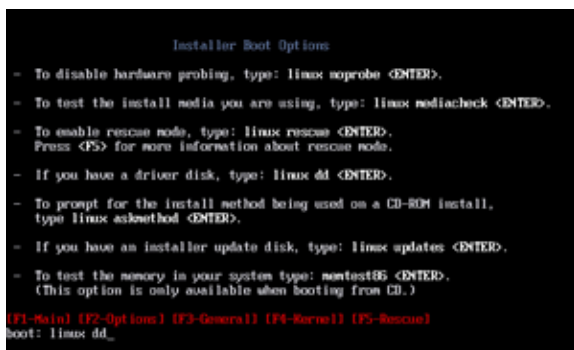 Installer Boot Options
- To disable hardware probing, type: linux noprobe <ENTER>.
- To test the install media you are using, type: linux mediacheck <ENTER>.
- To enable rescue mode, type: linux rescue <ENTER>.
Press <F5> for more information about rescue mode.
- If you have a driver disk, type: linux dd <ENTER>.
- To prompt for the install method being used on a CD-ROM install,
type linux askmethod <ENTER>.
- If you have an installer update disk, type: linux updates <ENTER>.
- To test the memory in your system type: memtest86 <ENTER>.
(This option is only available when booting from CD.)
[F1-Main] [F2-Options] [F3-General] [F4-Kernel] [F5-Rescue]
boot: linux dd_